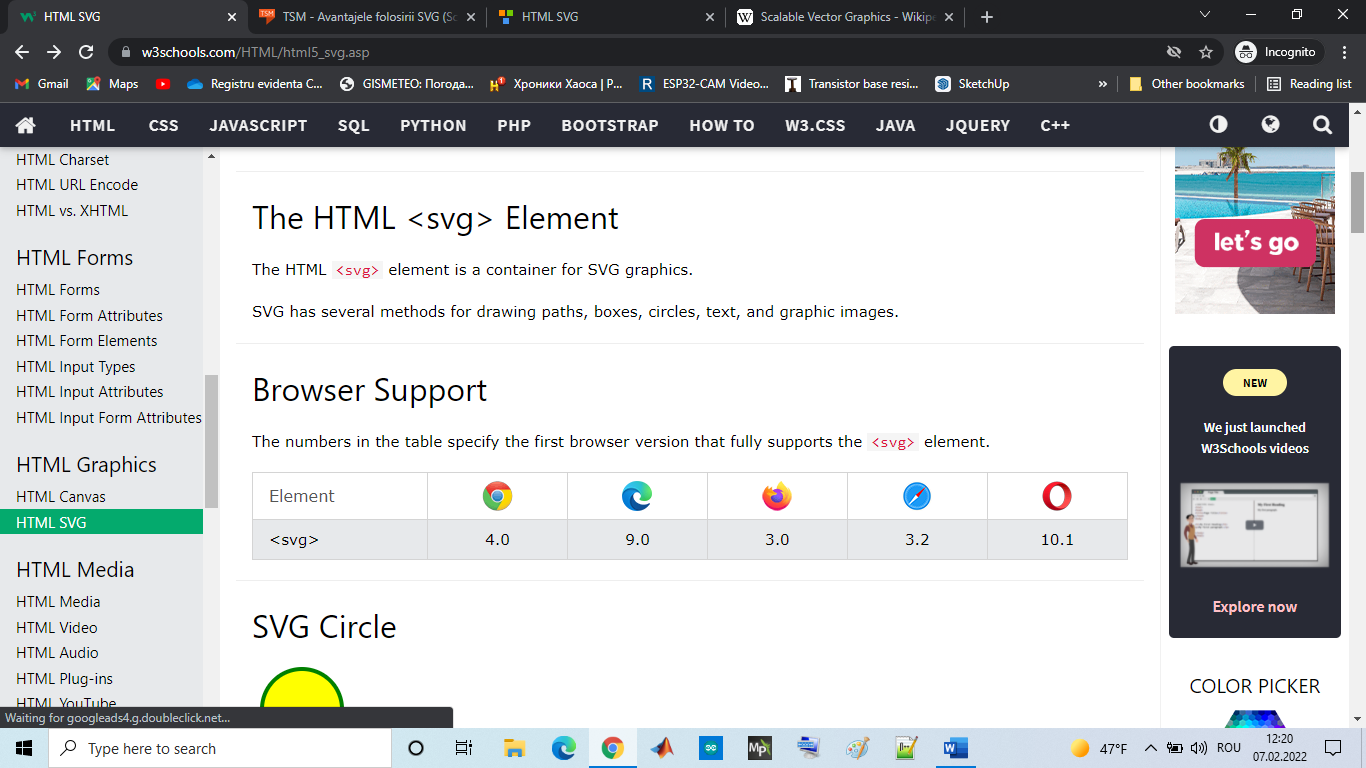 HTML SVG
TSM - Avantajele folosirii SVG (Sc
HTML SVG
Scalable Vector Graphics - Wikipe
w3schools.com/HTML/html5_svg.asp
Incognito
Gmail
Maps
Registru evidenta C...
GISMETEO: Погода...
Хроники Хаоса | Р...
ESP32-CAM Video...
Transistor base resi...
SketchUp
»
Other bookmarks
Reading list
HTML CSS JAVASCRIPT SQL PYTHON PHP BOOTSTRAP HOW TO W3.CSS JAVA JQUERY C++
HTML Charset
HTML URL Encode
HTML vs. XHTML
HTML Forms
HTML Forms
HTML Form Attributes
HTML Form Elements
HTML Input Types
HTML Input Attributes
HTML Input Form Attributes
HTML Graphics
HTML Canvas
HTML SVG
HTML Media
HTML Media
HTML Video
HTML Audio
HTML Plug-ins
HTML YouTube
The HTML <svg> Element
The HTML <svg> element is a container for SVG graphics.
SVG has several methods for drawing paths, boxes, circles, text, and graphic images.
Browser Support
The numbers in the table specify the first browser version that fully supports the <svg> element.
Element
<svg> 4.0 9.0 3.0 3.2 10.1
SVG Circle
let's go
NEW
We just launched
W3Schools videos
Explore now
COLOR PICKER
Waiting for googleads4.g.doubleclick.net...
Type here to search
47°F
ROU
12:20
07.02.2022